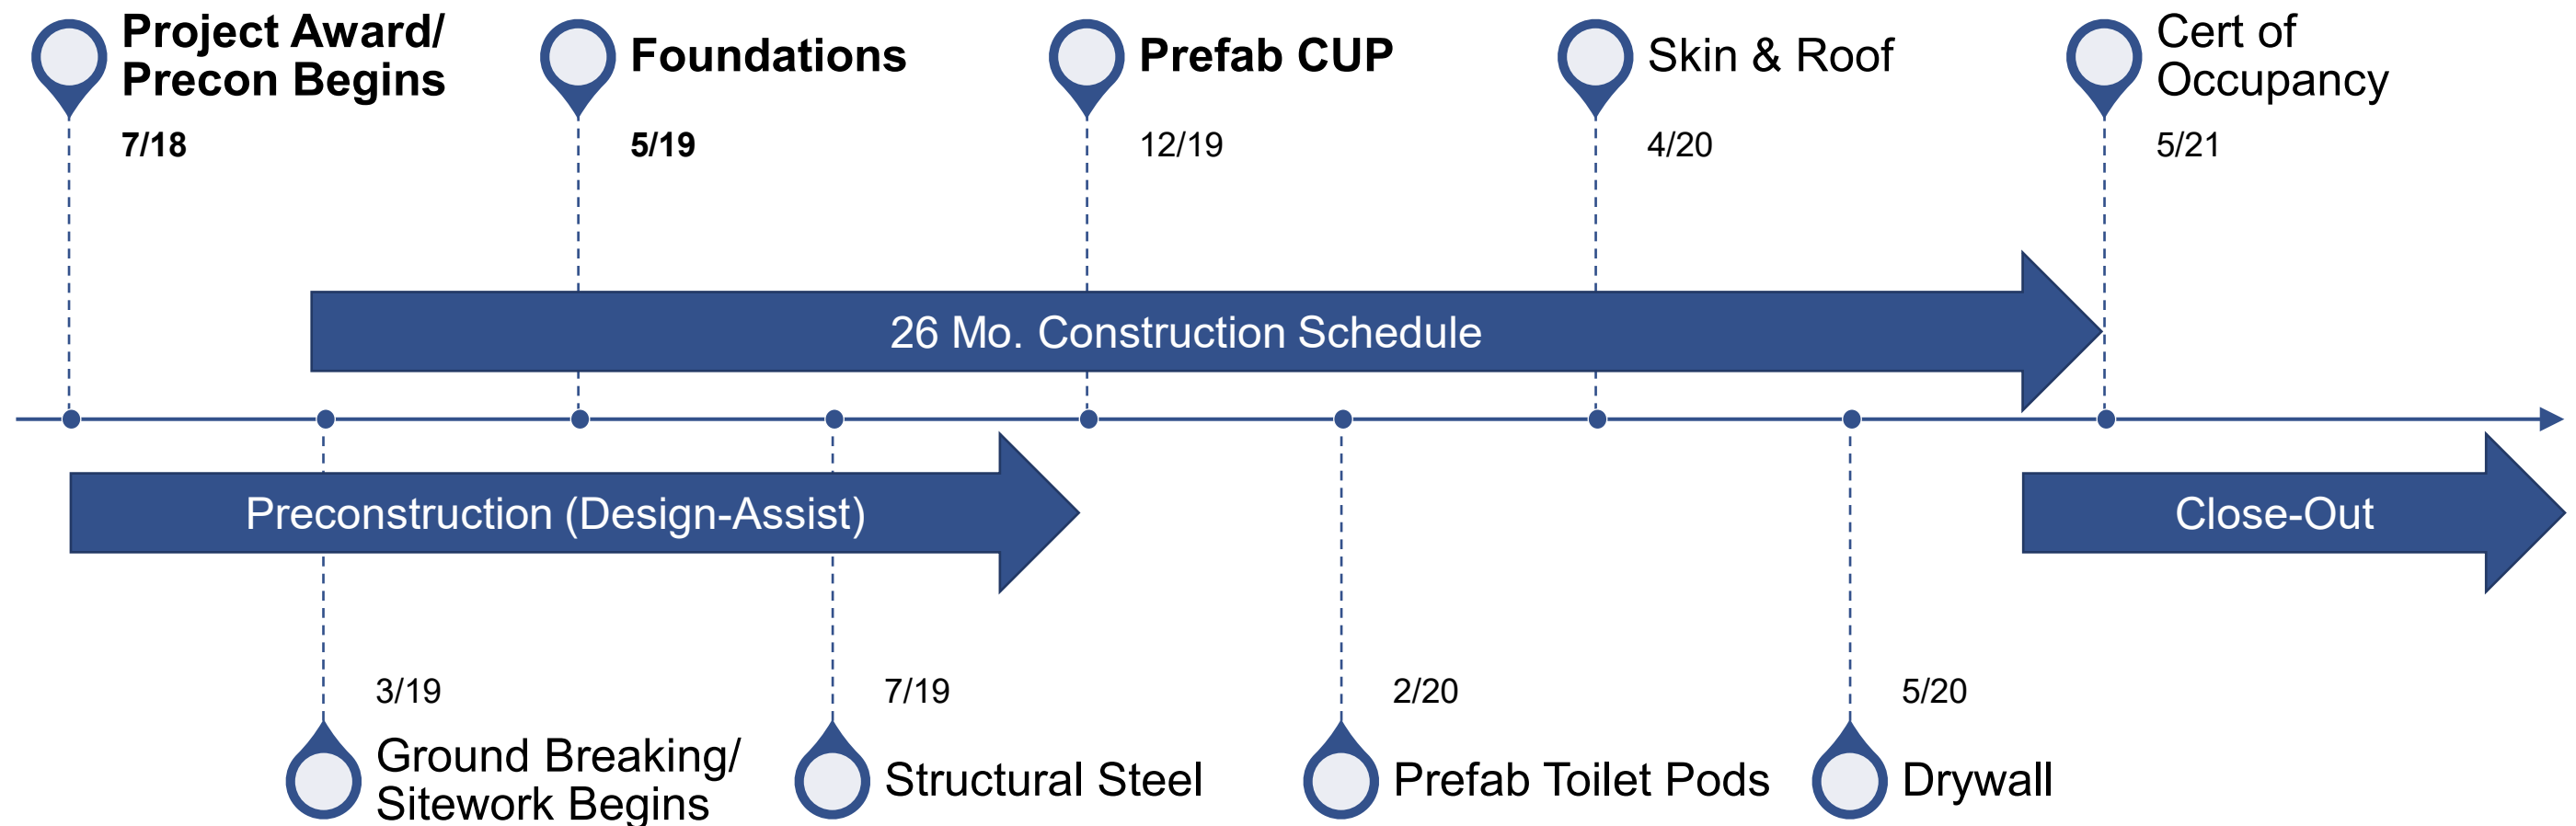 Project Award/
Precon Begins
7/18
Foundations
5/19
Prefab CUP
12/19
Skin & Roof
4/20
Cert of
Occupancy
5/21
26 Mo. Construction Schedule
Preconstruction (Design-Assist)
Close-Out
3/19
Ground Breaking/
Sitework Begins
7/19
Structural Steel
2/20
Prefab Toilet Pods
5/20
Drywall